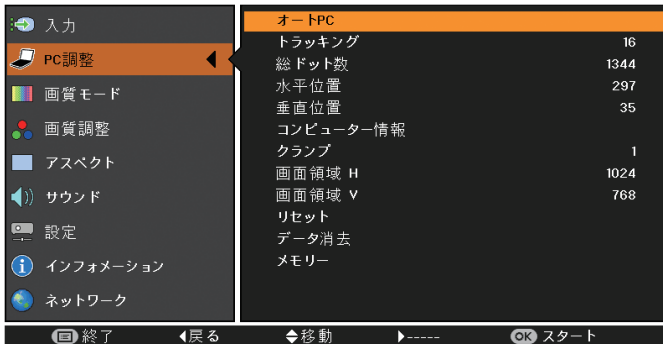 入力
PC調整
画質モード
画質調整
アスペクト
サウンド
設定
インフォメーション
ネットワーク
オートPC
トラッキング 16
総ドット数 1344
水平位置 297
垂直位置 35
コンピューター情報
クランプ 1
画面領域 H 1024
画面領域 V 768
リセット
データ消去
メモリー
終了 戻る 移動 ----- OK スタート